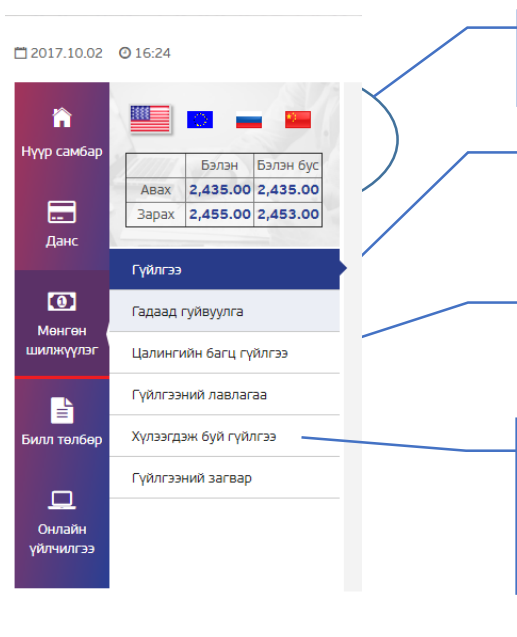 2017.10.02 16:24
Нүүр самбар
Данс
Мөнгөн
шилжүүлэг
Билл төлбөр
Онлайн
үйлчилгээ
Бэлэн Бэлэн бус
Авах 2,435.00 2,435.00
Зарах 2,455.00 2,453.00
Гүйлгээ
Гадаад гуйвуулга
Цалингийн багц гүйлгээ
Гүйлгээний лавлагаа
Хүлээгдэж буй гүйлгээ
Гүйлгээний загвар